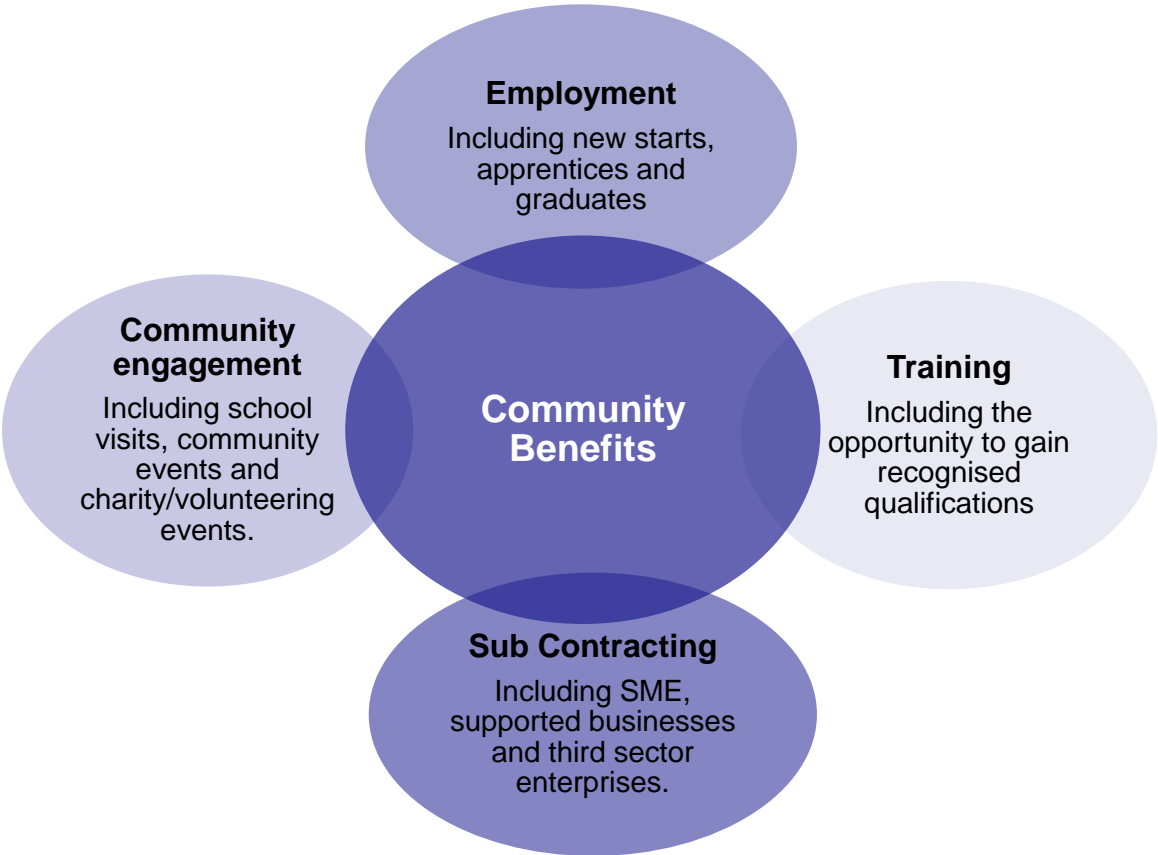 Employment
Including new starts,
apprentices and
graduates
Community
engagement
Including school
visits, community
events and
charity/volunteering
events.
Community
Benefits
Training
Including the
opportunity to gain
recognised
qualifications
Sub Contracting
Including SME,
supported businesses
and third sector
enterprises.